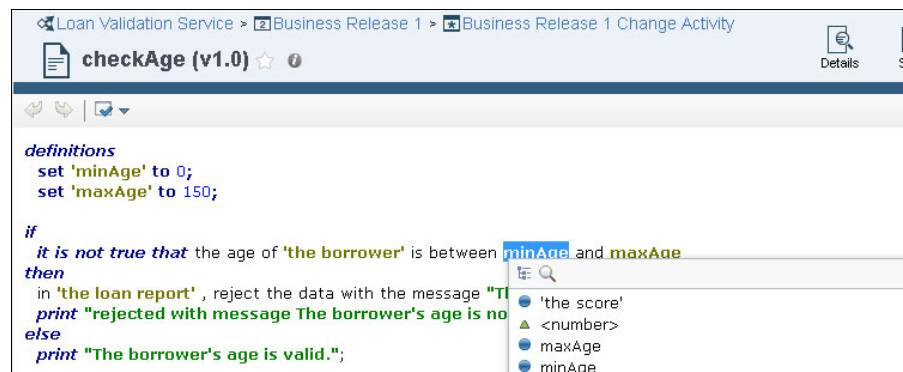 Loan Validation Service > 2 Business Release 1 > Business Release 1 Change Activity
checkAge (v1.0)
Details
definitions
set 'minAge' to 0;
set 'maxAge' to 150;
if
it is not true that the age of 'the borrower' is between minAge and maxAge
then
in 'the loan report' , reject the data with the message "Th
print "rejected with message The borrower's age is no
else
print "The borrower's age is valid.";
'the score'
<number>
maxAge
minAge